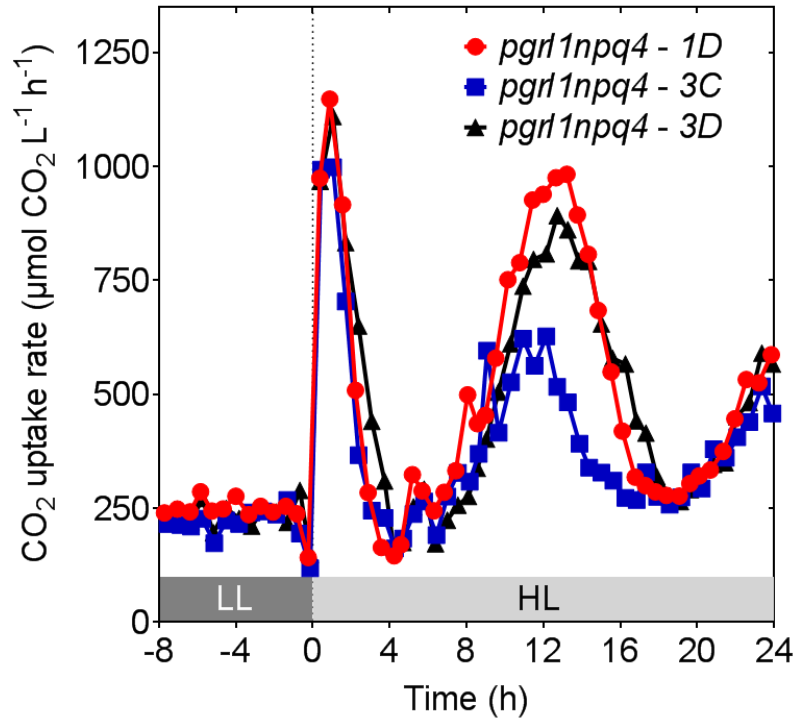 CO₂ uptake rate (µmol CO₂ L⁻¹ h⁻¹)
1250
1000
750
500
250
0
pgrl1npq4 - 1D
pgrl1npq4 - 3C
pgrl1npq4 - 3D
LL
HL
-8 -4 0 4 8 12 16 20 24
Time (h)